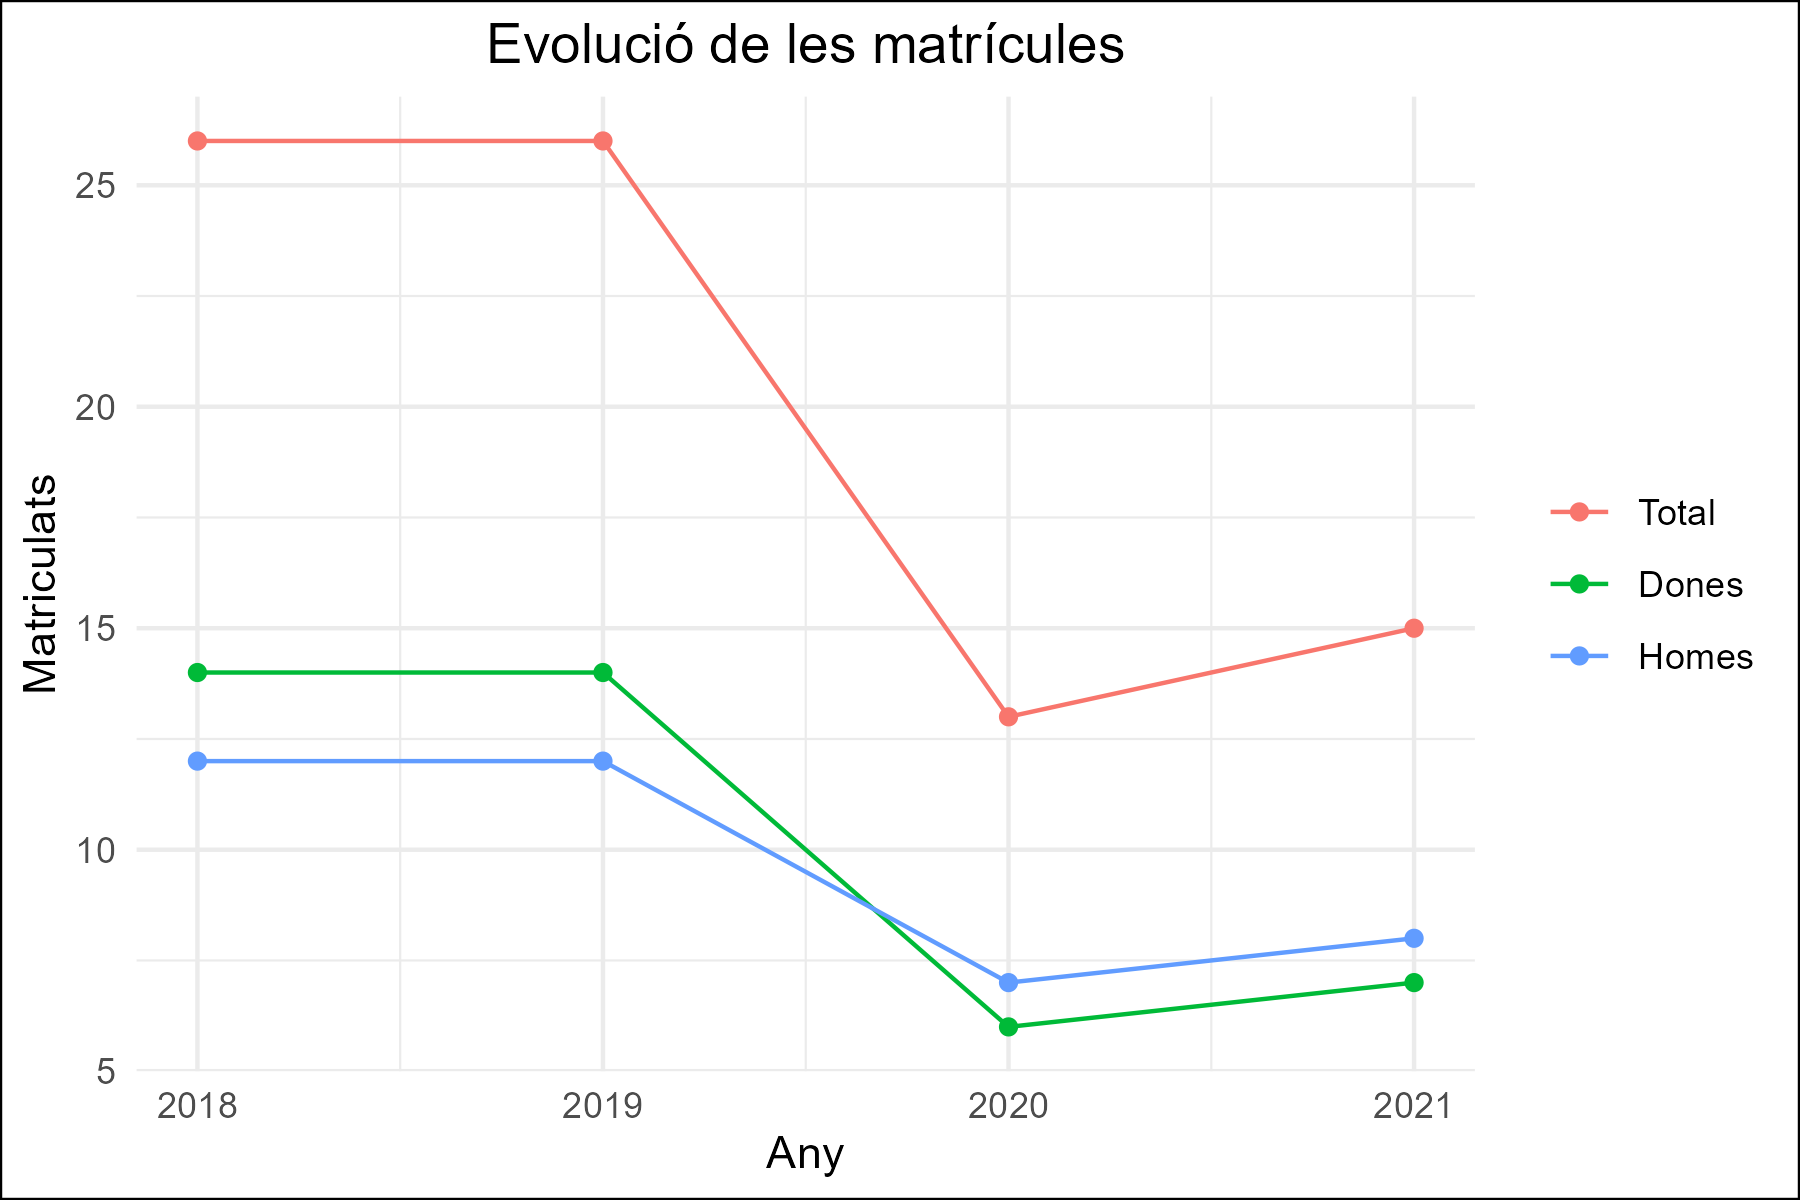 Evolució de les matrícules
Matriculats
25
20
15
10
5
2018 2019 2020 2021
Any
Total
Dones
Homes